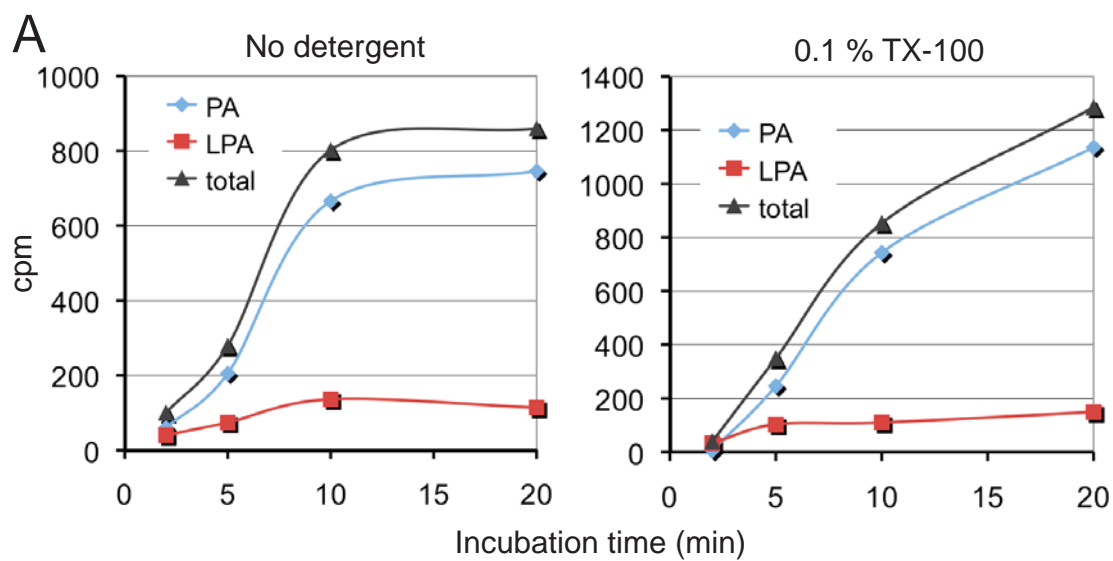 A
No detergent
0.1 % TX-100
1000
800
600
400
200
0
PA
LPA
total
0 5 10 15 20
cpm
1400
1200
1000
800
600
400
200
0
PA
LPA
total
0 5 10 15 20
Incubation time (min)